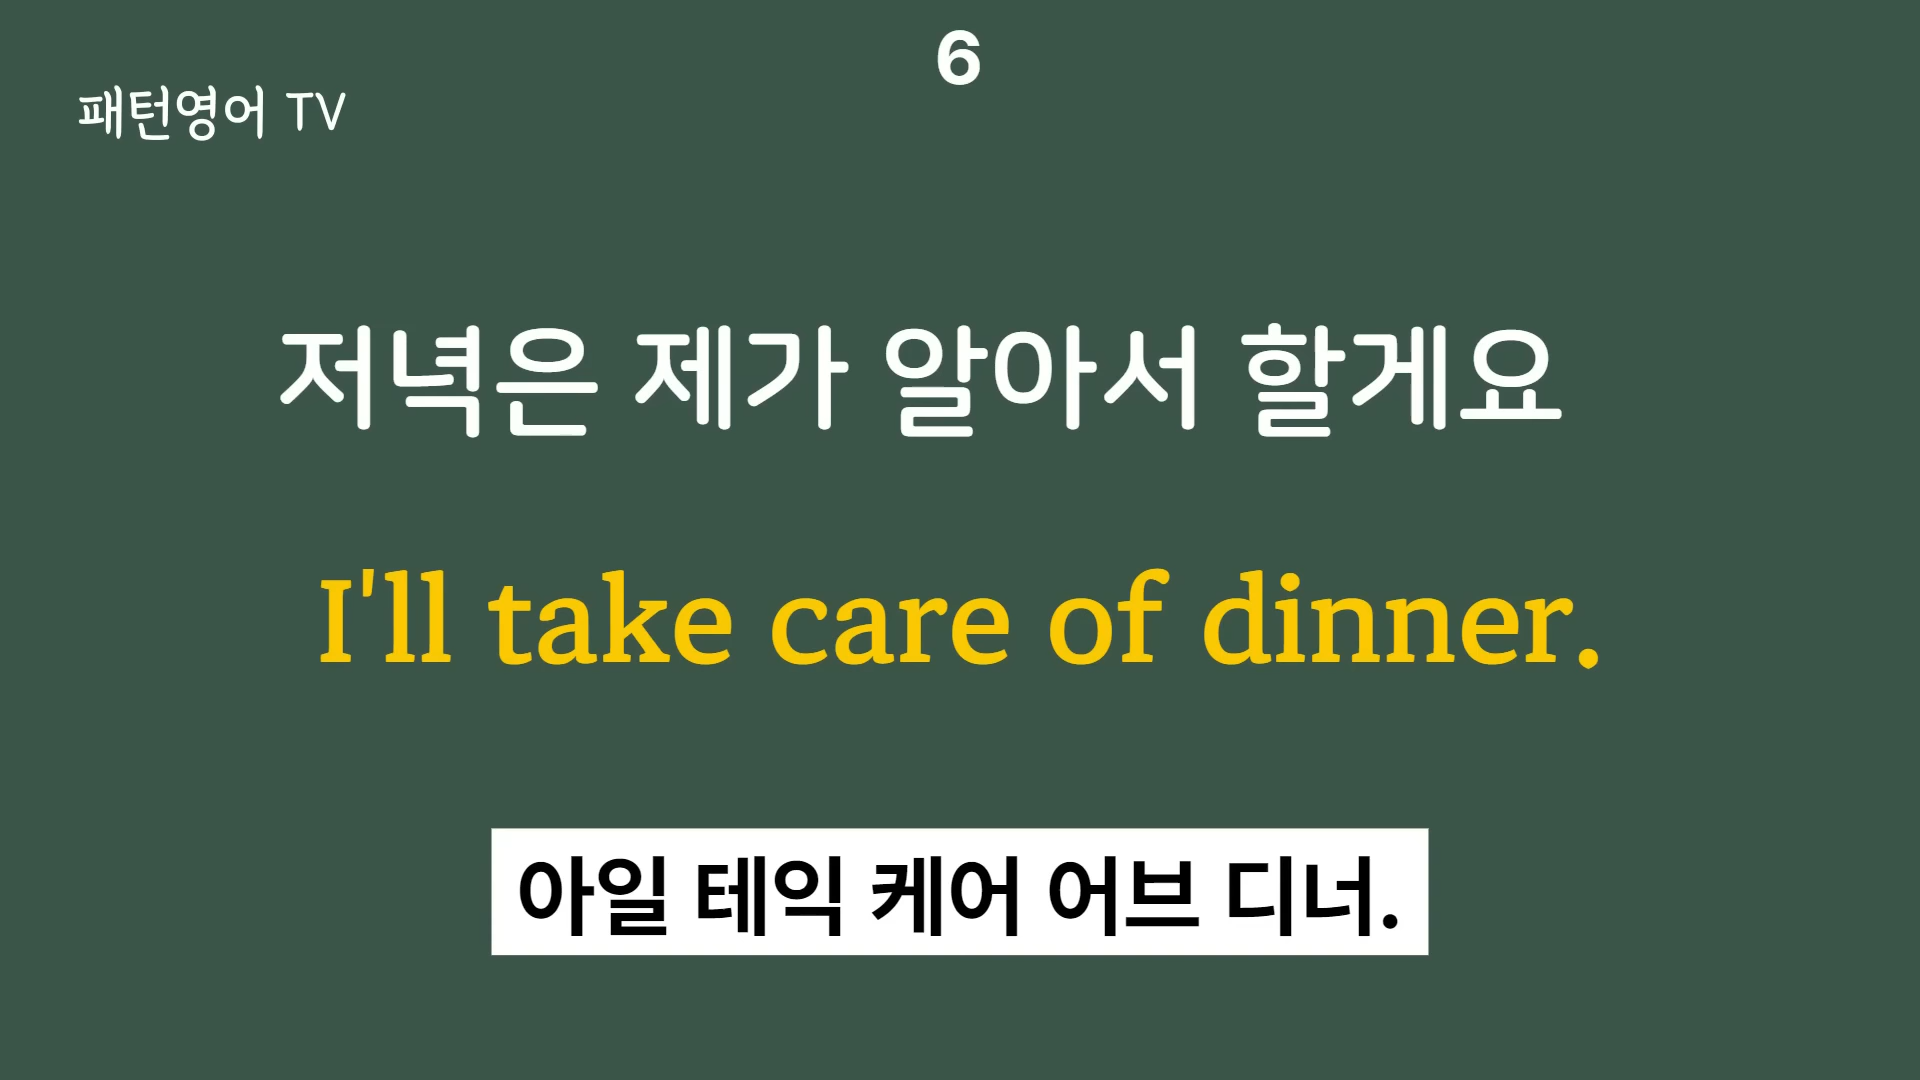 6
패턴영어 TV
저녁은 제가 알아서 할게요
I'll take care of dinner.
아일 테익 케어 어브 디너.